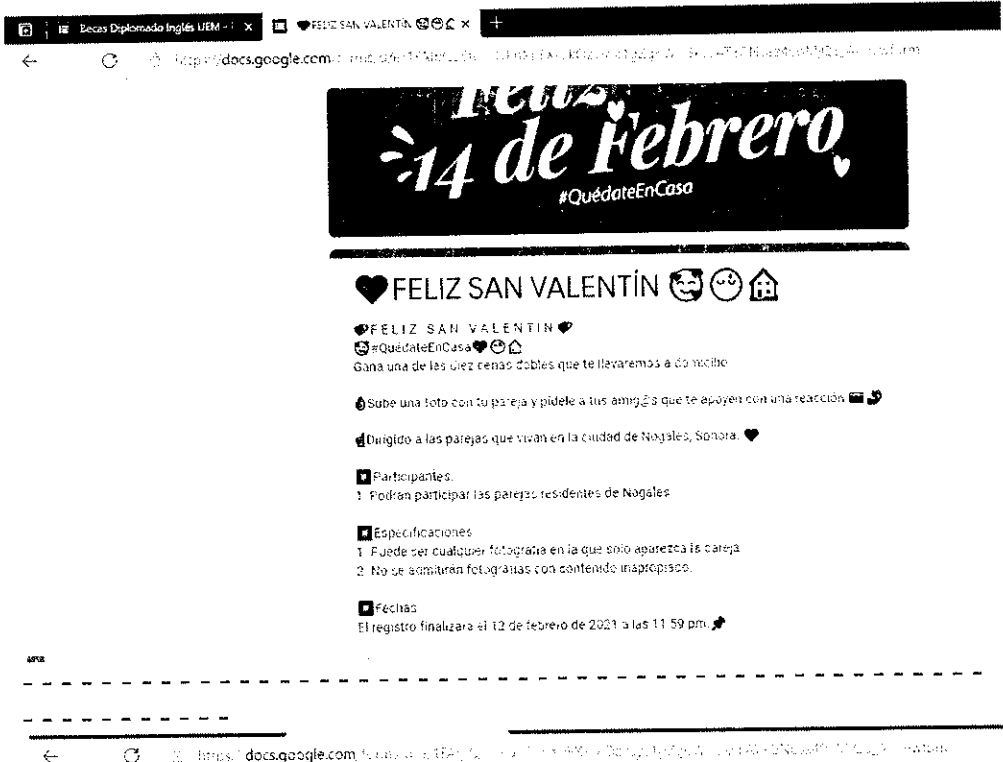 Becas Diplomado Inglés UEM - ×
❤FELIZ SAN VALENTÍN × +
docs.google.com
Feliz
14 de Febrero
#QuédateEnCasa
❤FELIZ SAN VALENTÍN 🥰😷🏠
💝FELIZ SAN VALENTIN💝
🥰#QuédateEnCasa❤😷🏠
Gana una de las diez cenas dobles que te llevaremos a domicilio
Sube una foto con tu pareja y pídele a tus amig@s que te apoyen con una reacción
Dirigido a las parejas que vivan en la ciudad de Nogales, Sonora. ❤
Participantes:
1. Podrán participar las parejas residentes de Nogales
Especificaciones
1. Puede ser cualquier fotografía en la que solo aparezca la pareja
2. No se admitirán fotografías con contenido inapropiado.
Fechas
El registro finalizara el 12 de febrero de 2021 a las 11:59 pm. 📌
https://docs.google.com